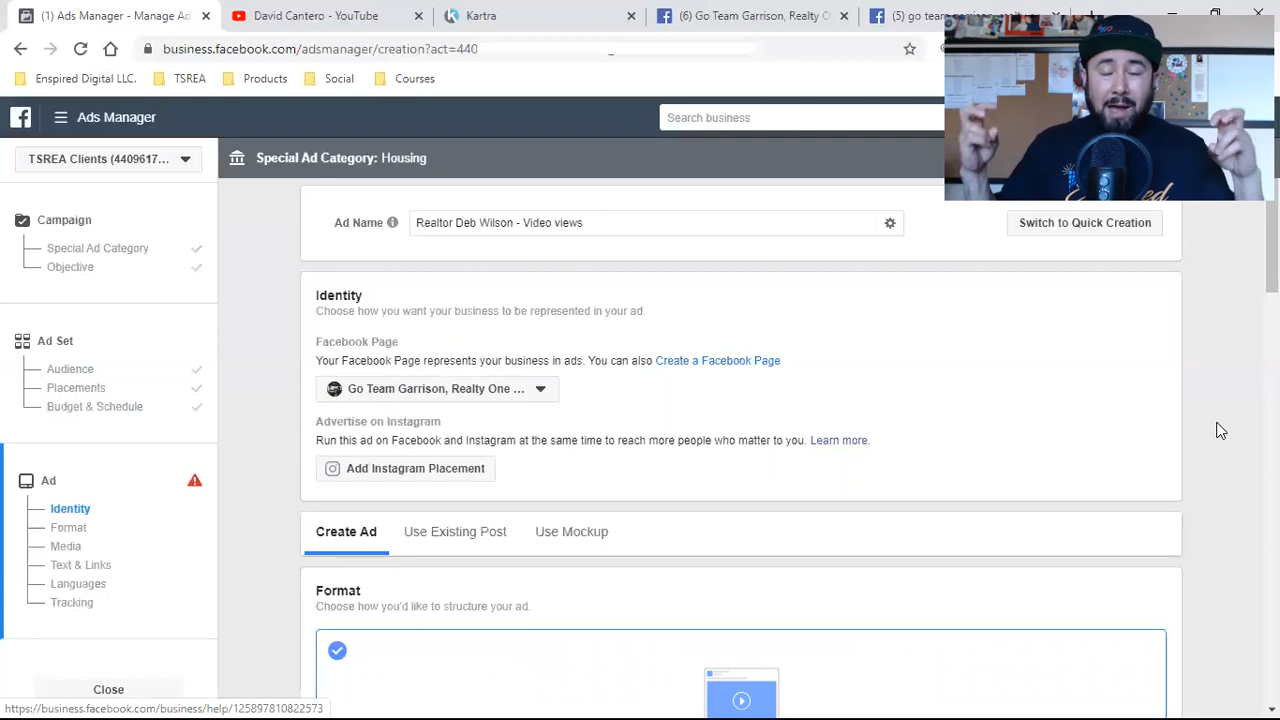 (1) Ads Manager - Manage Ad
David Cantero - YouTube
Kartra
(6) Go Team Garrison, Realty O
(5) go team
business.facebook.com/ads
act=440
Enspired Digital LLC.
TSREA
Products
Social
Courses
Ads Manager
Search business
TSREA Clients (4409617...
Special Ad Category: Housing
Campaign
Special Ad Category
Objective
Ad Set
Audience
Placements
Budget & Schedule
Ad
Identity
Format
Media
Text & Links
Languages
Tracking
Close
Ad Name
Realtor Deb Wilson - Video views
Switch to Quick Creation
Identity
Choose how you want your business to be represented in your ad.
Facebook Page
Your Facebook Page represents your business in ads. You can also Create a Facebook Page
Go Team Garrison, Realty One ...
Advertise on Instagram
Run this ad on Facebook and Instagram at the same time to reach more people who matter to you. Learn more.
Add Instagram Placement
Create Ad
Use Existing Post
Use Mockup
Format
Choose how you'd like to structure your ad.
https://business.facebook.com/business/help/125897810822573